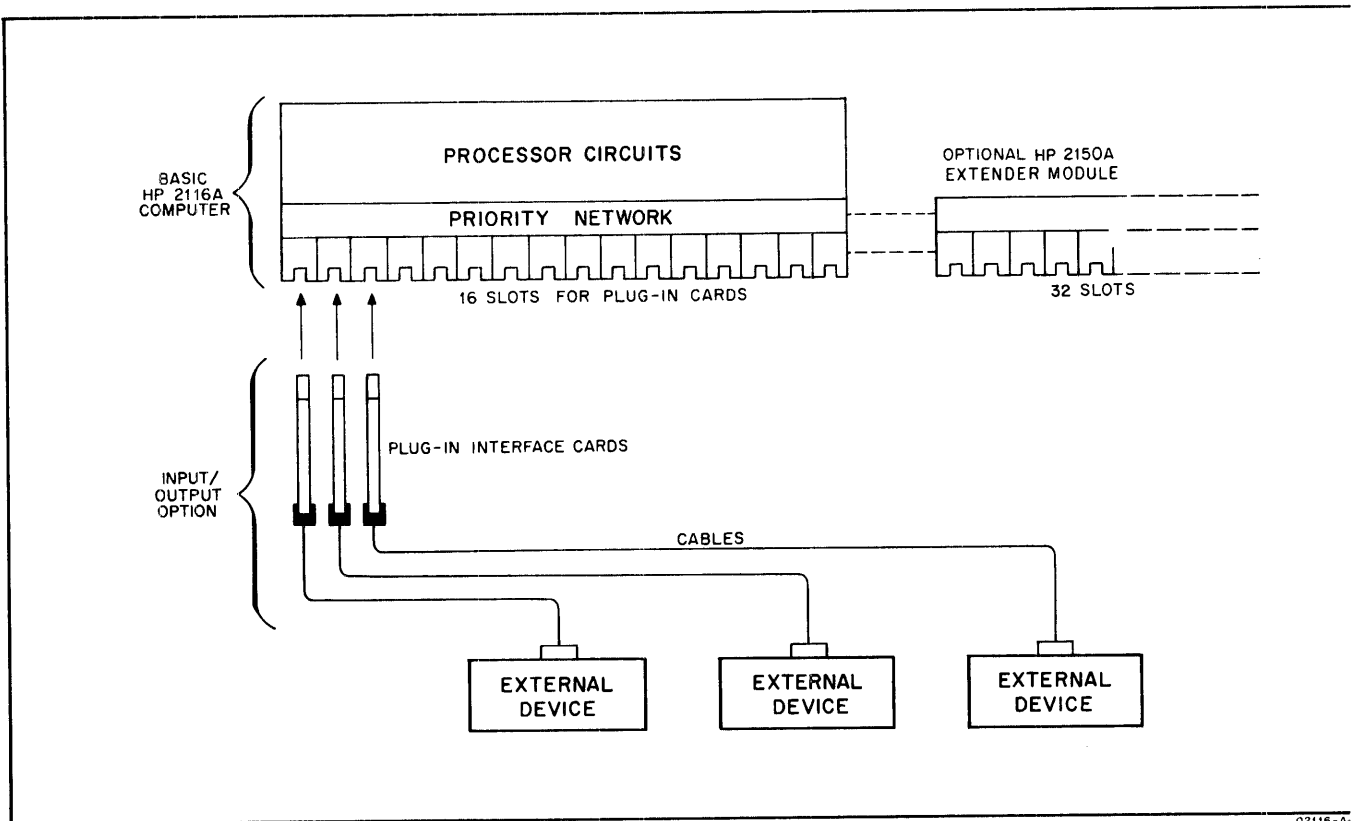 PROCESSOR CIRCUITS
PRIORITY NETWORK
BASIC
HP 2116A
COMPUTER
OPTIONAL HP 2150A
EXTENDER MODULE
16 SLOTS FOR PLUG-IN CARDS
32 SLOTS
PLUG-IN INTERFACE CARDS
INPUT/
OUTPUT
OPTION
CABLES
EXTERNAL
DEVICE
EXTERNAL
DEVICE
EXTERNAL
DEVICE